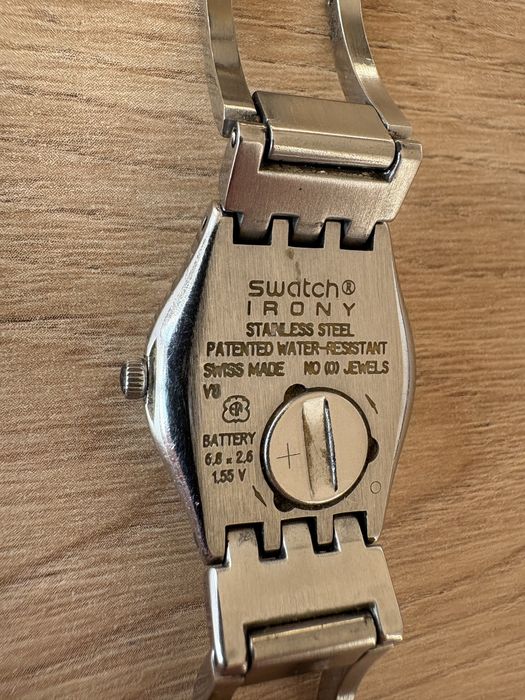 swatch®
IRONY
STAINLESS STEEL
PATENTED WATER-RESISTANT
SWISS MADE NO (0) JEWELS
V8
BATTERY
6.8 x 2.6
1.55 V
+